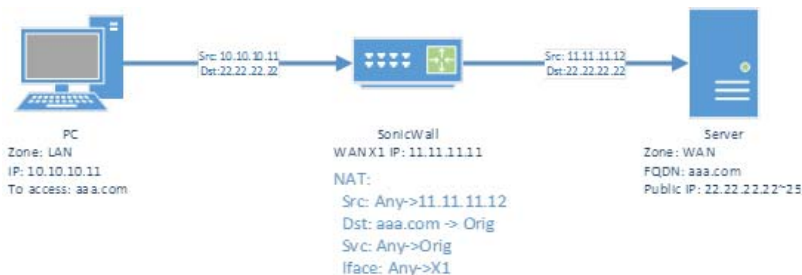 Src: 10.10.10.11
Dst:22.22.22.22
Src: 11.11.11.12
Dst:22.22.22.22
PC
Zone: LAN
IP: 10.10.10.11
To access: aaa.com
SonicWall
WAN X1 IP: 11.11.11.11
NAT:
Src: Any->11.11.11.12
Dst: aaa.com -> Orig
Svc: Any->Orig
Iface: Any->X1
Server
Zone: WAN
FQDN: aaa.com
Public IP: 22.22.22.22~25